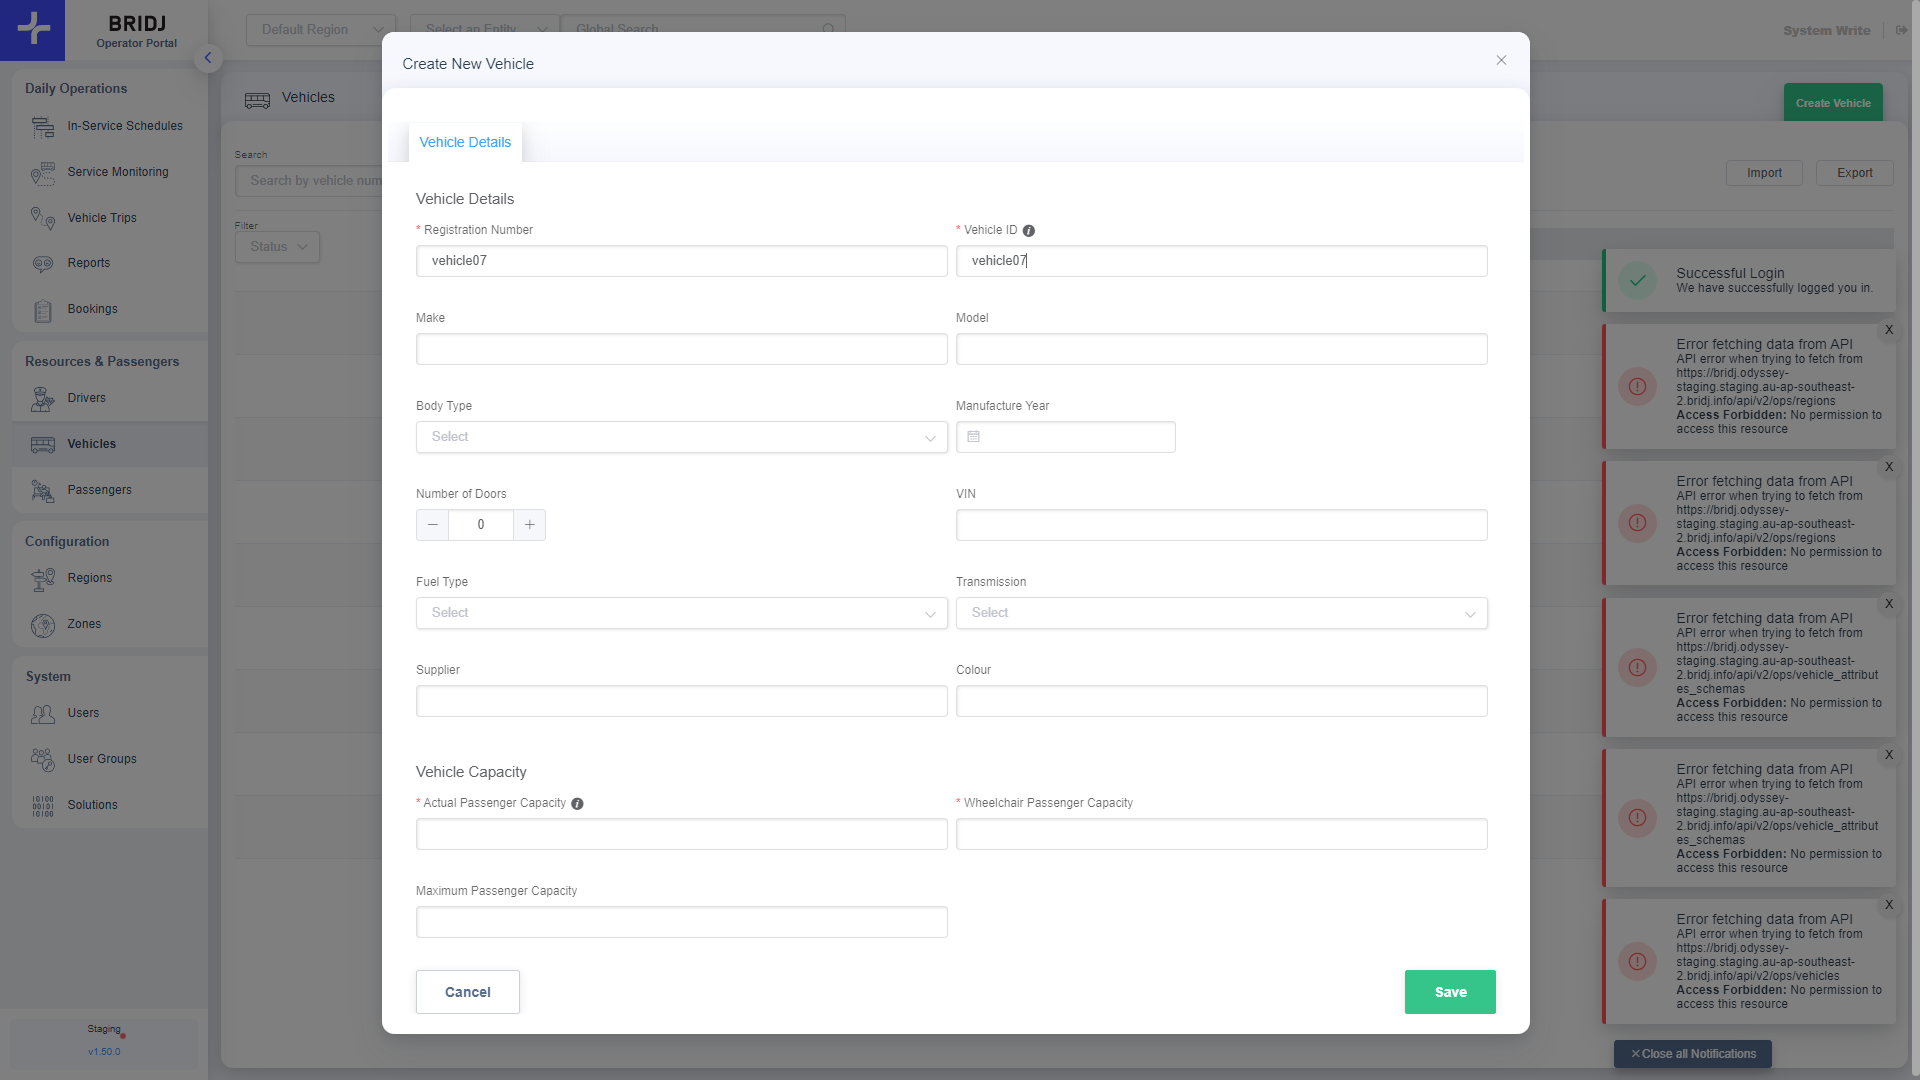 BRIDJ
Operator Portal
Default Region
Select an Entity
Global Search
System Write
Daily Operations
In-Service Schedules
Service Monitoring
Vehicle Trips
Reports
Bookings
Resources & Passengers
Drivers
Vehicles
Passengers
Configuration
Regions
Zones
System
Users
User Groups
Solutions
Staging
v1.50.0
Vehicles
Create Vehicle
Search
Search by vehicle num
Import
Export
Filter
Status
Create New Vehicle
Vehicle Details
Vehicle Details
* Registration Number
* Vehicle ID
vehicle07
vehicle07
Make
Model
Body Type
Manufacture Year
Select
Number of Doors
VIN
0
Fuel Type
Transmission
Select
Select
Supplier
Colour
Vehicle Capacity
* Actual Passenger Capacity
* Wheelchair Passenger Capacity
Maximum Passenger Capacity
Cancel
Save
Successful Login
We have successfully logged you in.
X
Error fetching data from API
API error when trying to fetch from
https://bridj.odyssey-
staging.staging.au-ap-southeast-
2.bridj.info/api/v2/ops/regions
Access Forbidden: No permission to
access this resource
X
Error fetching data from API
API error when trying to fetch from
https://bridj.odyssey-
staging.staging.au-ap-southeast-
2.bridj.info/api/v2/ops/regions
Access Forbidden: No permission to
access this resource
X
Error fetching data from API
API error when trying to fetch from
https://bridj.odyssey-
staging.staging.au-ap-southeast-
2.bridj.info/api/v2/ops/vehicle_attribut
es_schemas
Access Forbidden: No permission to
access this resource
X
Error fetching data from API
API error when trying to fetch from
https://bridj.odyssey-
staging.staging.au-ap-southeast-
2.bridj.info/api/v2/ops/vehicle_attribut
es_schemas
Access Forbidden: No permission to
access this resource
X
Error fetching data from API
API error when trying to fetch from
https://bridj.odyssey-
staging.staging.au-ap-southeast-
2.bridj.info/api/v2/ops/vehicles
Access Forbidden: No permission to
access this resource
Close all Notifications